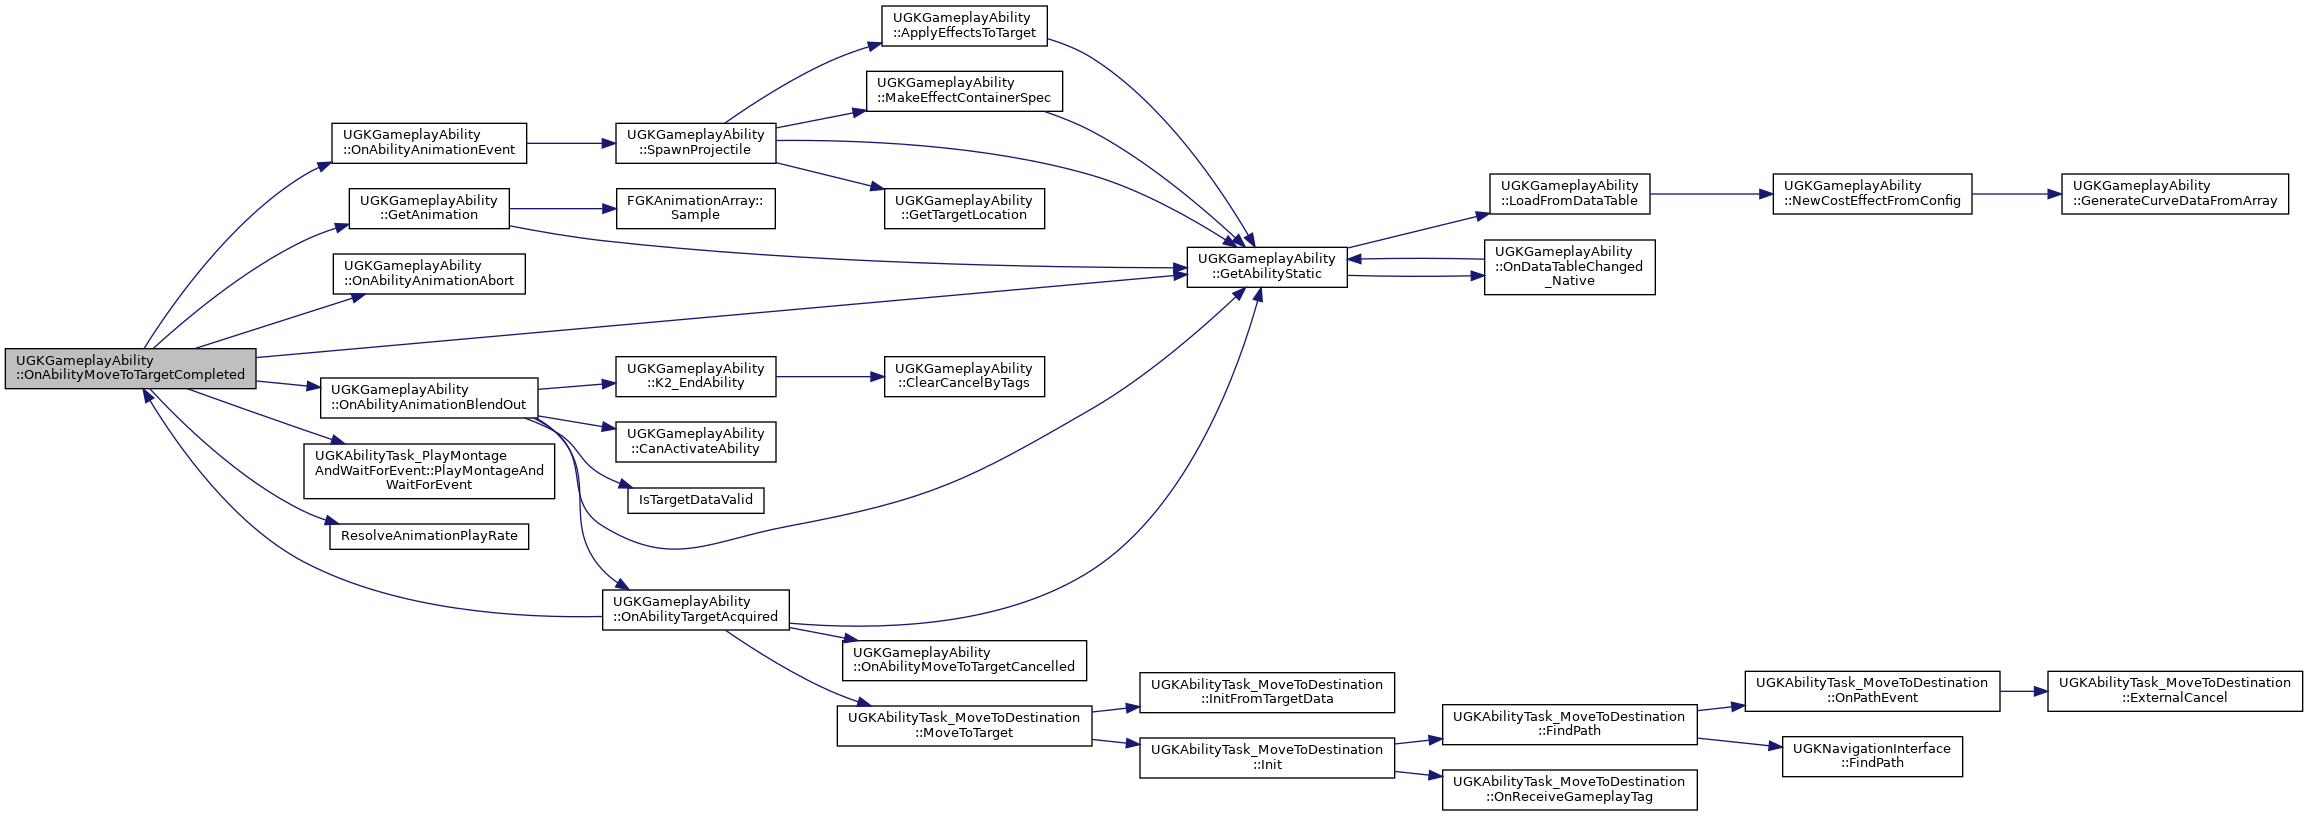 UGKGameplayAbility
::OnAbilityMoveToTargetCompleted
UGKGameplayAbility
::OnAbilityAnimationEvent
UGKGameplayAbility
::GetAnimation
UGKGameplayAbility
::OnAbilityAnimationAbort
UGKGameplayAbility
::OnAbilityAnimationBlendOut
UGKAbilityTask_PlayMontage
AndWaitForEvent::PlayMontageAnd
WaitForEvent
ResolveAnimationPlayRate
UGKGameplayAbility
::SpawnProjectile
FGKAnimationArray::
Sample
UGKGameplayAbility
::K2_EndAbility
UGKGameplayAbility
::CanActivateAbility
IsTargetDataValid
UGKGameplayAbility
::OnAbilityTargetAcquired
UGKGameplayAbility
::ApplyEffectsToTarget
UGKGameplayAbility
::MakeEffectContainerSpec
UGKGameplayAbility
::GetTargetLocation
UGKGameplayAbility
::ClearCancelByTags
UGKGameplayAbility
::OnAbilityMoveToTargetCancelled
UGKAbilityTask_MoveToDestination
::MoveToTarget
UGKGameplayAbility
::GetAbilityStatic
UGKAbilityTask_MoveToDestination
::InitFromTargetData
UGKAbilityTask_MoveToDestination
::Init
UGKGameplayAbility
::LoadFromDataTable
UGKGameplayAbility
::OnDataTableChanged
_Native
UGKAbilityTask_MoveToDestination
::FindPath
UGKAbilityTask_MoveToDestination
::OnReceiveGameplayTag
UGKGameplayAbility
::NewCostEffectFromConfig
UGKAbilityTask_MoveToDestination
::OnPathEvent
UGKNavigationInterface
::FindPath
UGKGameplayAbility
::GenerateCurveDataFromArray
UGKAbilityTask_MoveToDestination
::ExternalCancel